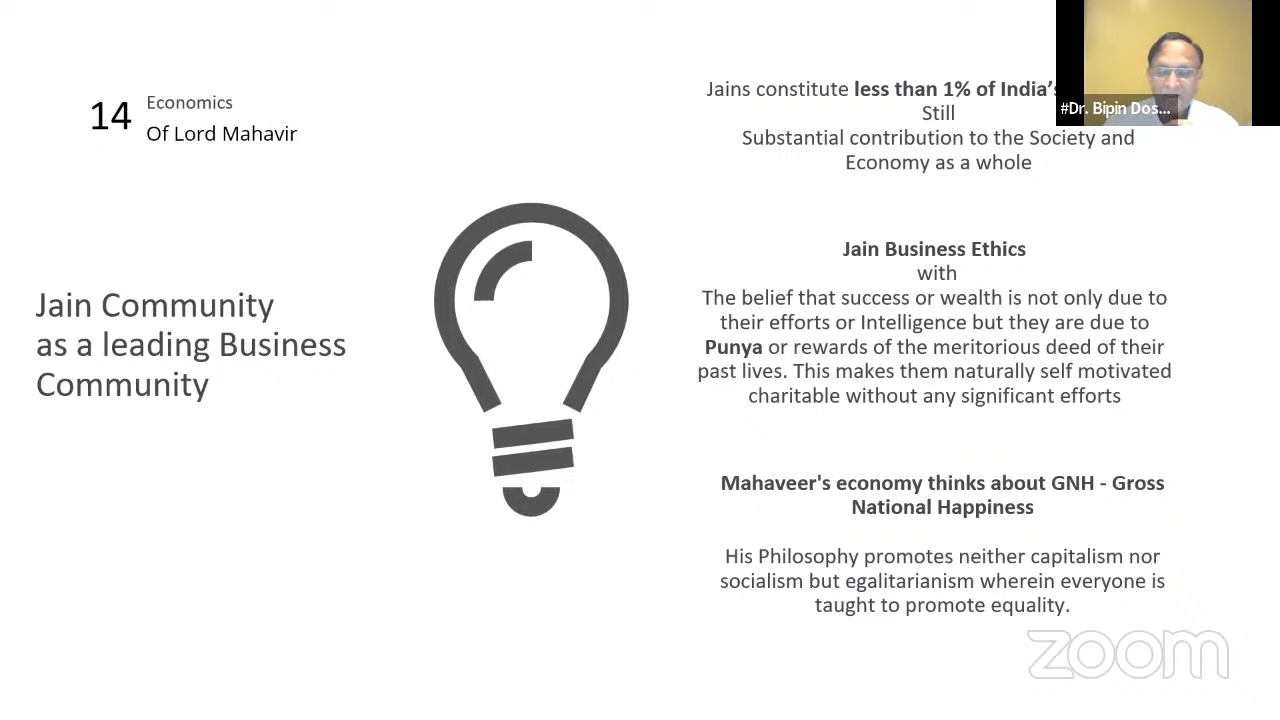 14
Economics
Of Lord Mahavir
Jain Community
as a leading Business
Community
Jains constitute less than 1% of India’s
Still
Substantial contribution to the Society and
Economy as a whole
Jain Business Ethics
with
The belief that success or wealth is not only due to
their efforts or Intelligence but they are due to
Punya or rewards of the meritorious deed of their
past lives. This makes them naturally self motivated
charitable without any significant efforts
Mahaveer's economy thinks about GNH - Gross
National Happiness
His Philosophy promotes neither capitalism nor
socialism but egalitarianism wherein everyone is
taught to promote equality.
#Dr. Bipin Dos...
zoom